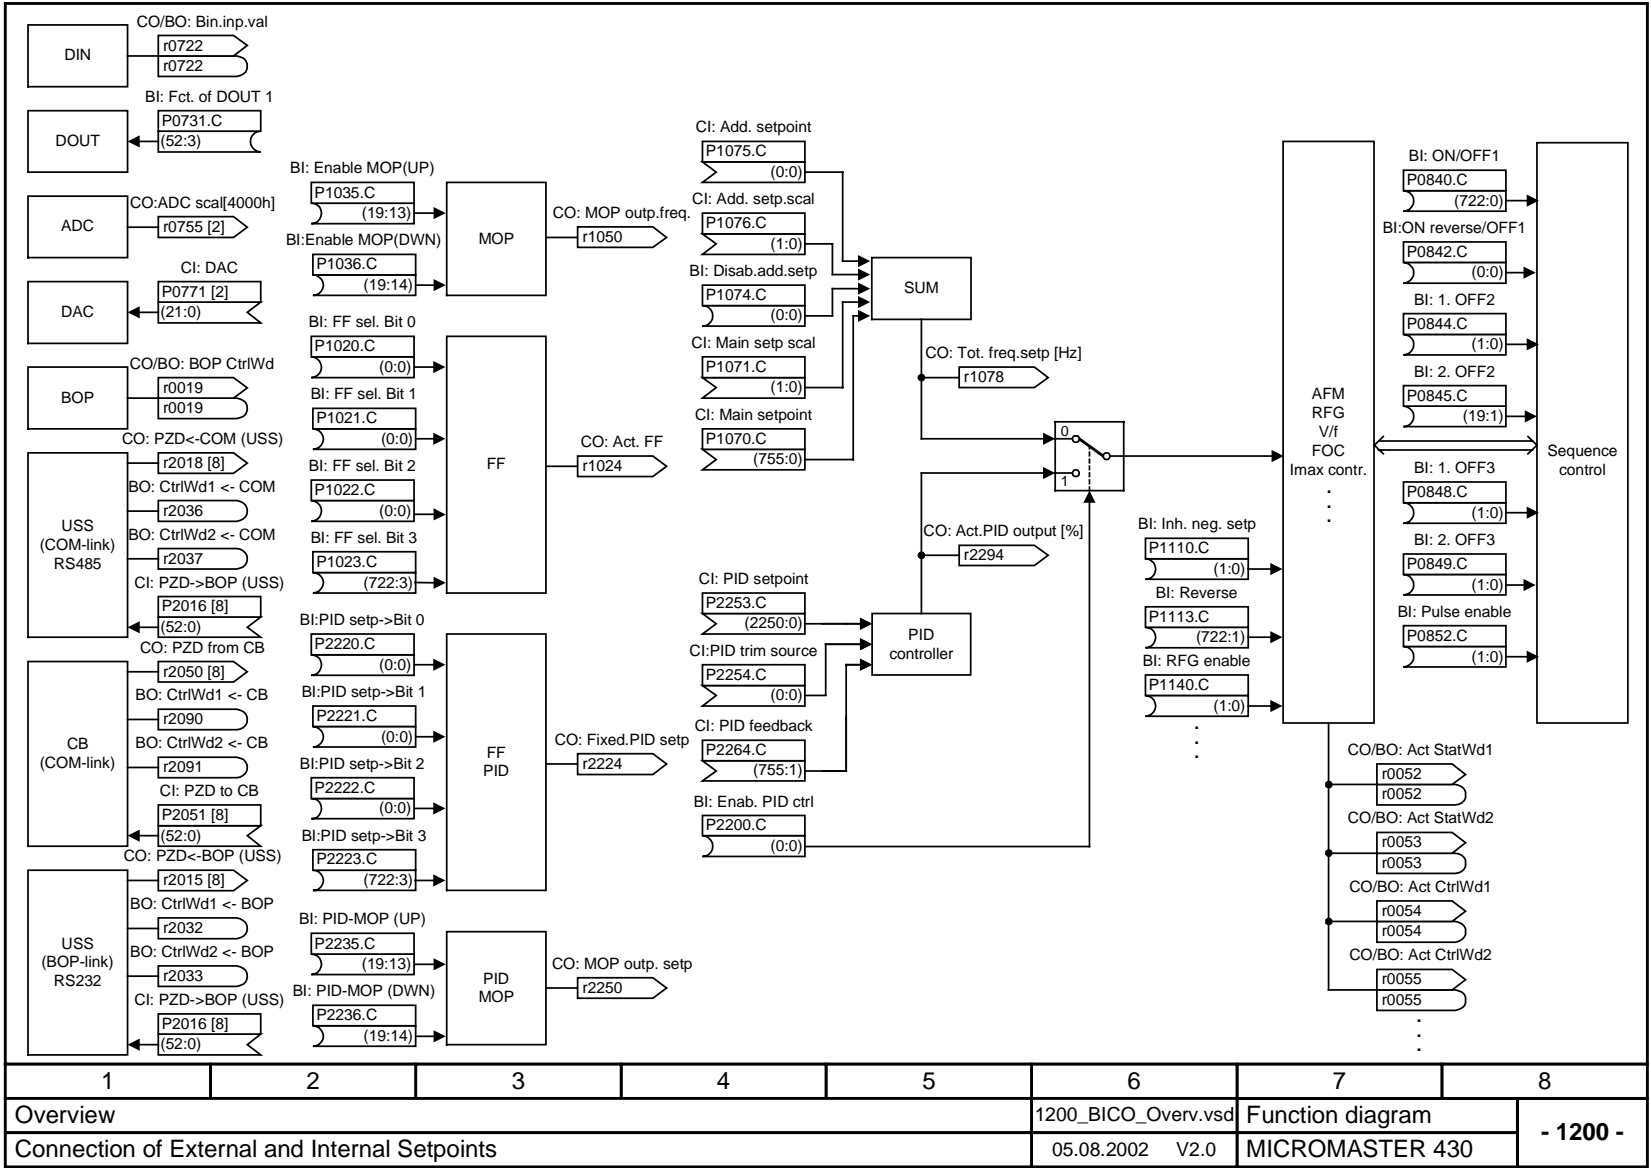 CO/BO: Bin.inp.val
DIN
r0722
r0722
BI: Fct. of DOUT 1
DOUT
P0731.C
(52:3)
CO:ADC scal[4000h]
ADC
r0755 [2]
CI: DAC
DAC
P0771 [2]
(21:0)
CO/BO: BOP CtrlWd
BOP
r0019
r0019
CO: PZD<-COM (USS)
r2018 [8]
BO: CtrlWd1 <- COM
r2036
USS
(COM-link)
RS485
BO: CtrlWd2 <- COM
r2037
CI: PZD->BOP (USS)
P2016 [8]
(52:0)
CO: PZD from CB
r2050 [8]
BO: CtrlWd1 <- CB
r2090
CB
(COM-link)
BO: CtrlWd2 <- CB
r2091
CI: PZD to CB
P2051 [8]
(52:0)
CO: PZD<-BOP (USS)
r2015 [8]
BO: CtrlWd1 <- BOP
r2032
USS
(BOP-link)
RS232
BO: CtrlWd2 <- BOP
r2033
CI: PZD->BOP (USS)
P2016 [8]
(52:0)
BI: Enable MOP(UP)
P1035.C
(19:13)
BI:Enable MOP(DWN)
P1036.C
(19:14)
MOP
CO: MOP outp.freq.
r1050
BI: FF sel. Bit 0
P1020.C
(0:0)
BI: FF sel. Bit 1
P1021.C
(0:0)
BI: FF sel. Bit 2
P1022.C
(0:0)
BI: FF sel. Bit 3
P1023.C
(722:3)
FF
CO: Act. FF
r1024
BI:PID setp->Bit 0
P2220.C
(0:0)
BI:PID setp->Bit 1
P2221.C
(0:0)
BI:PID setp->Bit 2
P2222.C
(0:0)
BI:PID setp->Bit 3
P2223.C
(722:3)
FF
PID
CO: Fixed.PID setp
r2224
BI: PID-MOP (UP)
P2235.C
(19:13)
BI: PID-MOP (DWN)
P2236.C
(19:14)
PID
MOP
CO: MOP outp. setp
r2250
CI: Add. setpoint
P1075.C
(0:0)
CI: Add. setp.scal
P1076.C
(1:0)
BI: Disab.add.setp
P1074.C
(0:0)
CI: Main setp scal
P1071.C
(1:0)
CI: Main setpoint
P1070.C
(755:0)
SUM
CO: Tot. freq.setp [Hz]
r1078
0
1
CO: Act.PID output [%]
r2294
CI: PID setpoint
P2253.C
(2250:0)
CI:PID trim source
P2254.C
(0:0)
CI: PID feedback
P2264.C
(755:1)
BI: Enab. PID ctrl
P2200.C
(0:0)
PID
controller
BI: Inh. neg. setp
P1110.C
(1:0)
BI: Reverse
P1113.C
(722:1)
BI: RFG enable
P1140.C
(1:0)
.
.
.
AFM
RFG
V/f
FOC
Imax contr.
.
.
.
BI: ON/OFF1
P0840.C
(722:0)
BI:ON reverse/OFF1
P0842.C
(0:0)
BI: 1. OFF2
P0844.C
(1:0)
BI: 2. OFF2
P0845.C
(19:1)
BI: 1. OFF3
P0848.C
(1:0)
BI: 2. OFF3
P0849.C
(1:0)
BI: Pulse enable
P0852.C
(1:0)
Sequence
control
CO/BO: Act StatWd1
r0052
r0052
CO/BO: Act StatWd2
r0053
r0053
CO/BO: Act CtrlWd1
r0054
r0054
CO/BO: Act CtrlWd2
r0055
r0055
.
.
.
1 2 3 4 5 6 7 8
Overview 1200_BICO_Overv.vsd Function diagram
- 1200 -
Connection of External and Internal Setpoints 05.08.2002 V2.0 MICROMASTER 430